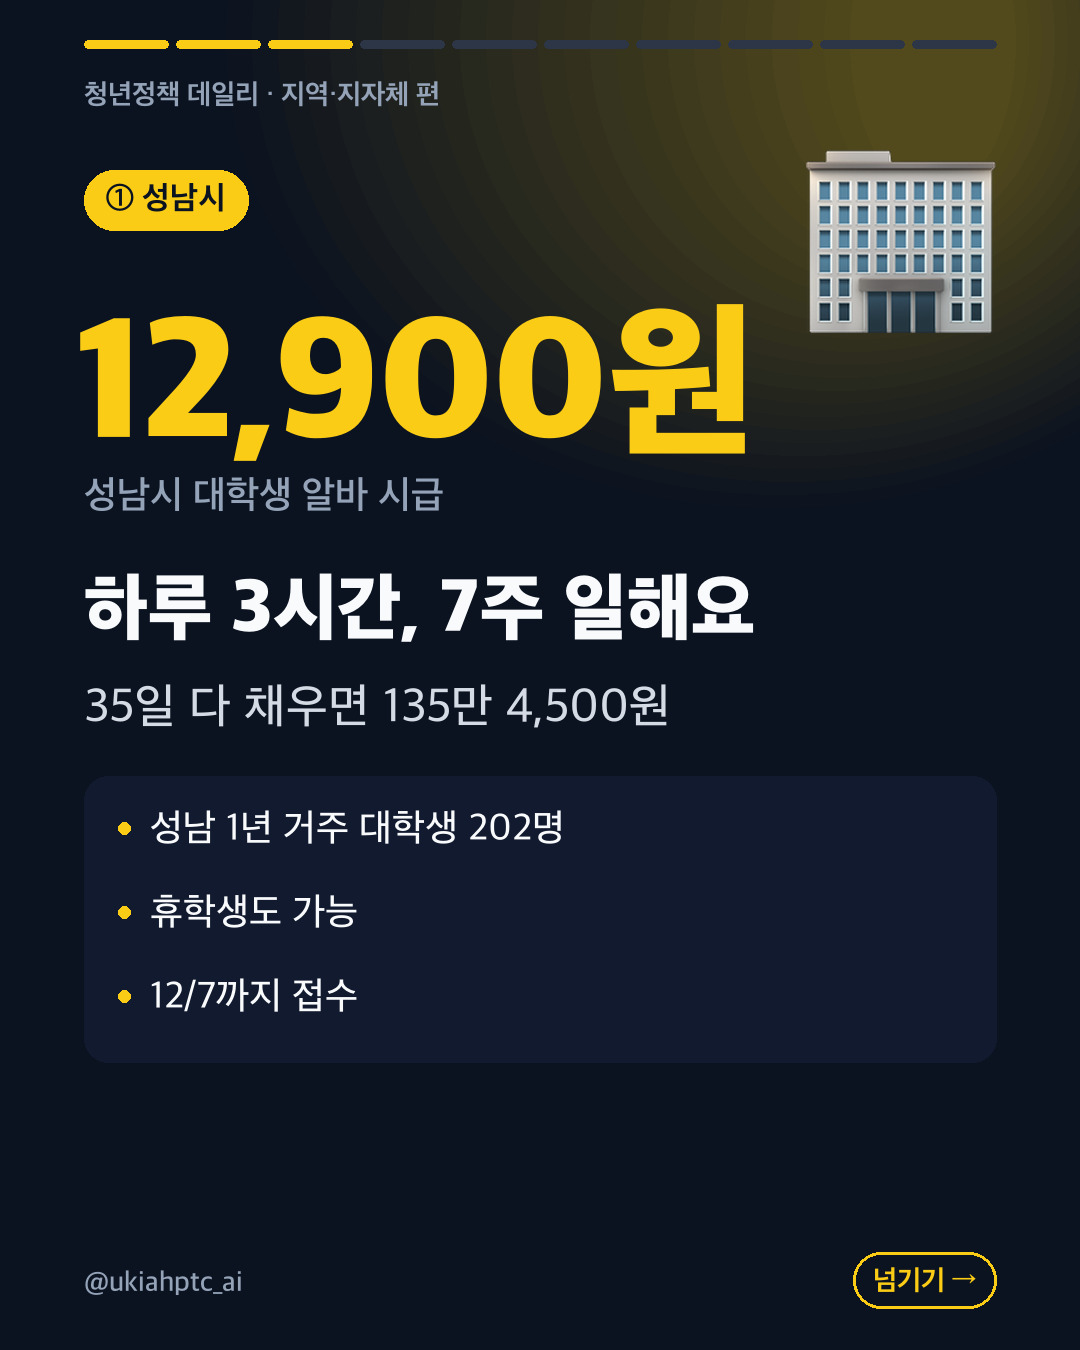 청년정책 데일리 · 지역·지자체 편
① 성남시
12,900원
성남시 대학생 알바 시급
하루 3시간, 7주 일해요
35일 다 채우면 135만 4,500원
• 성남 1년 거주 대학생 202명
• 휴학생도 가능
• 12/7까지 접수
@ukiahptc_ai
넘기기 →